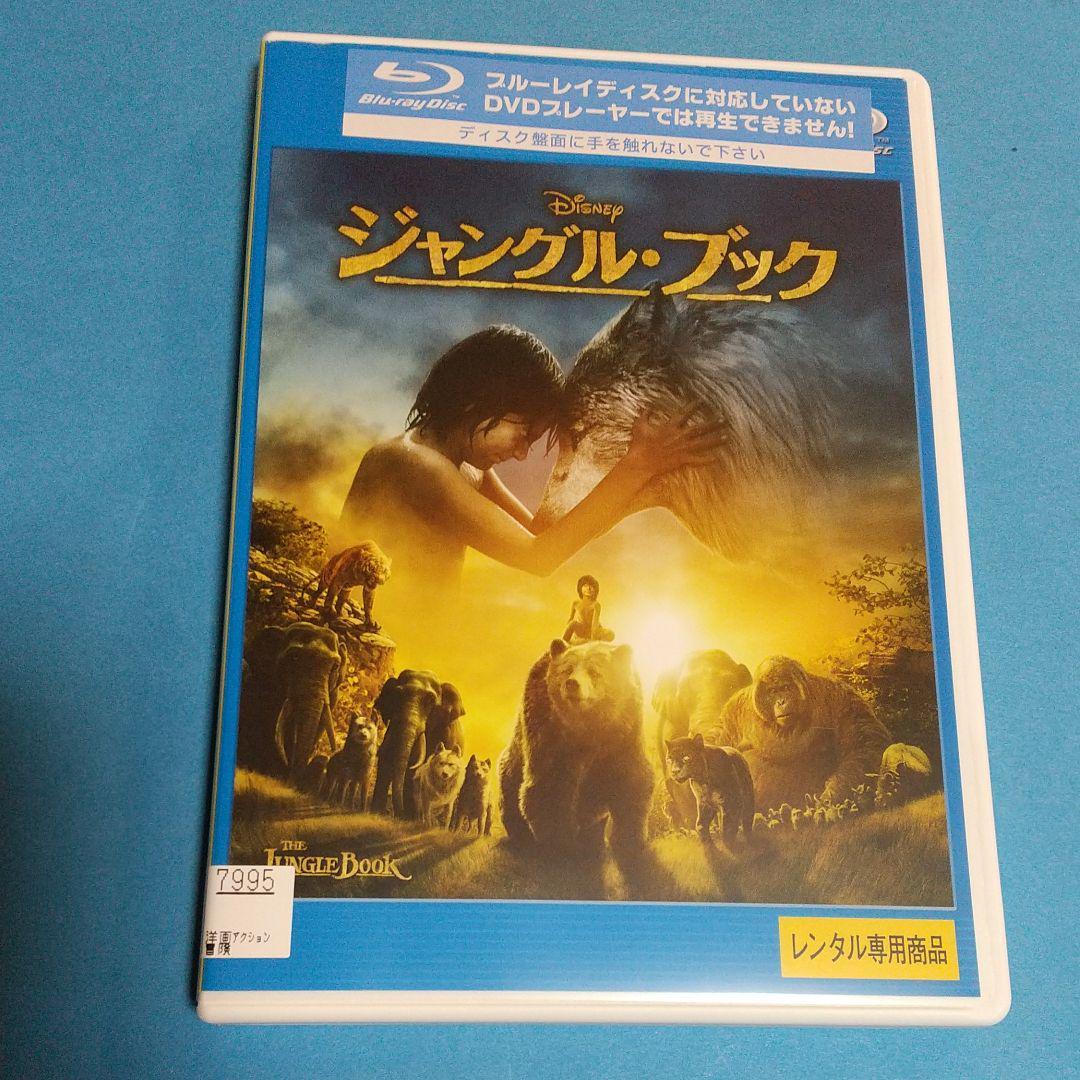 Blu-ray Disc
ブルーレイディスクに対応していない
DVDプレーヤーでは再生できません!
ディスク盤面に手を触れないで下さい
DISNEY
ジャングル・ブック
THE
JUNGLE BOOK
7995
洋画アクション
冒険
レンタル専用商品